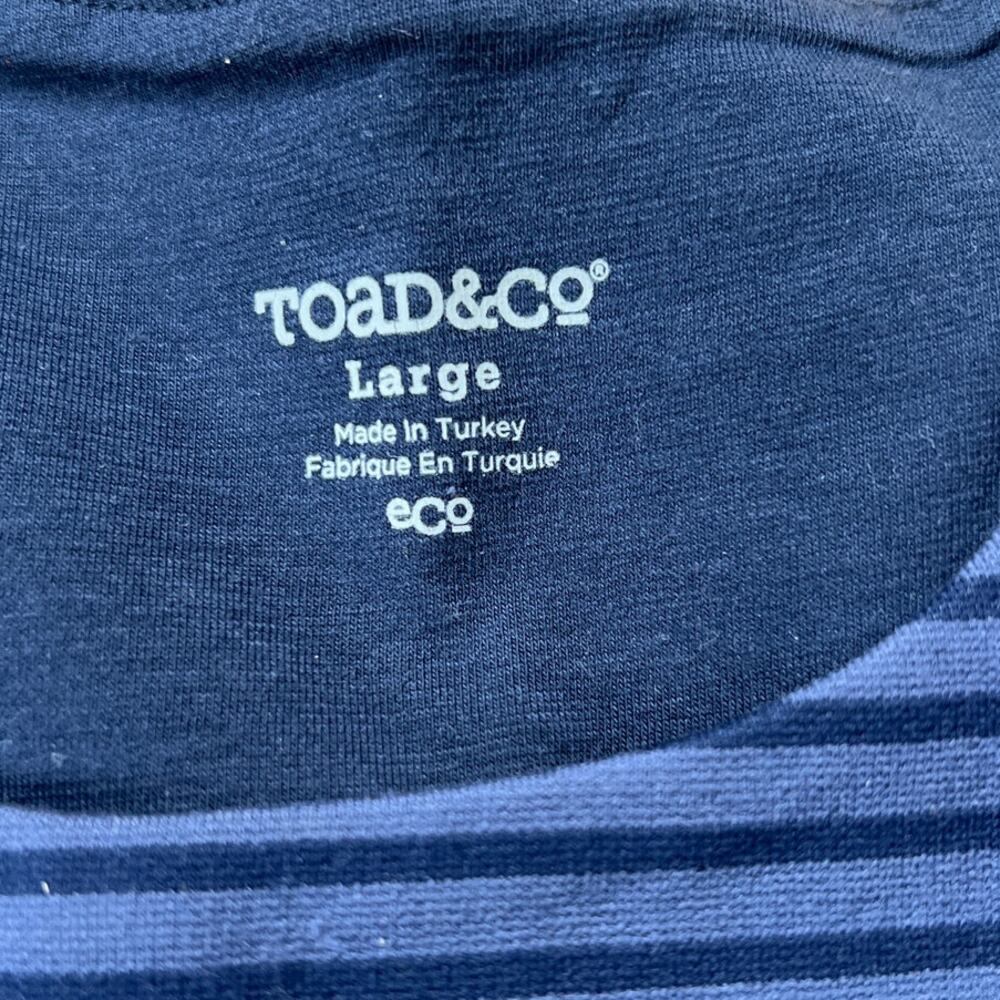 TOAD&CO®
Large
Made In Turkey
Fabrique En Turquie
eCO